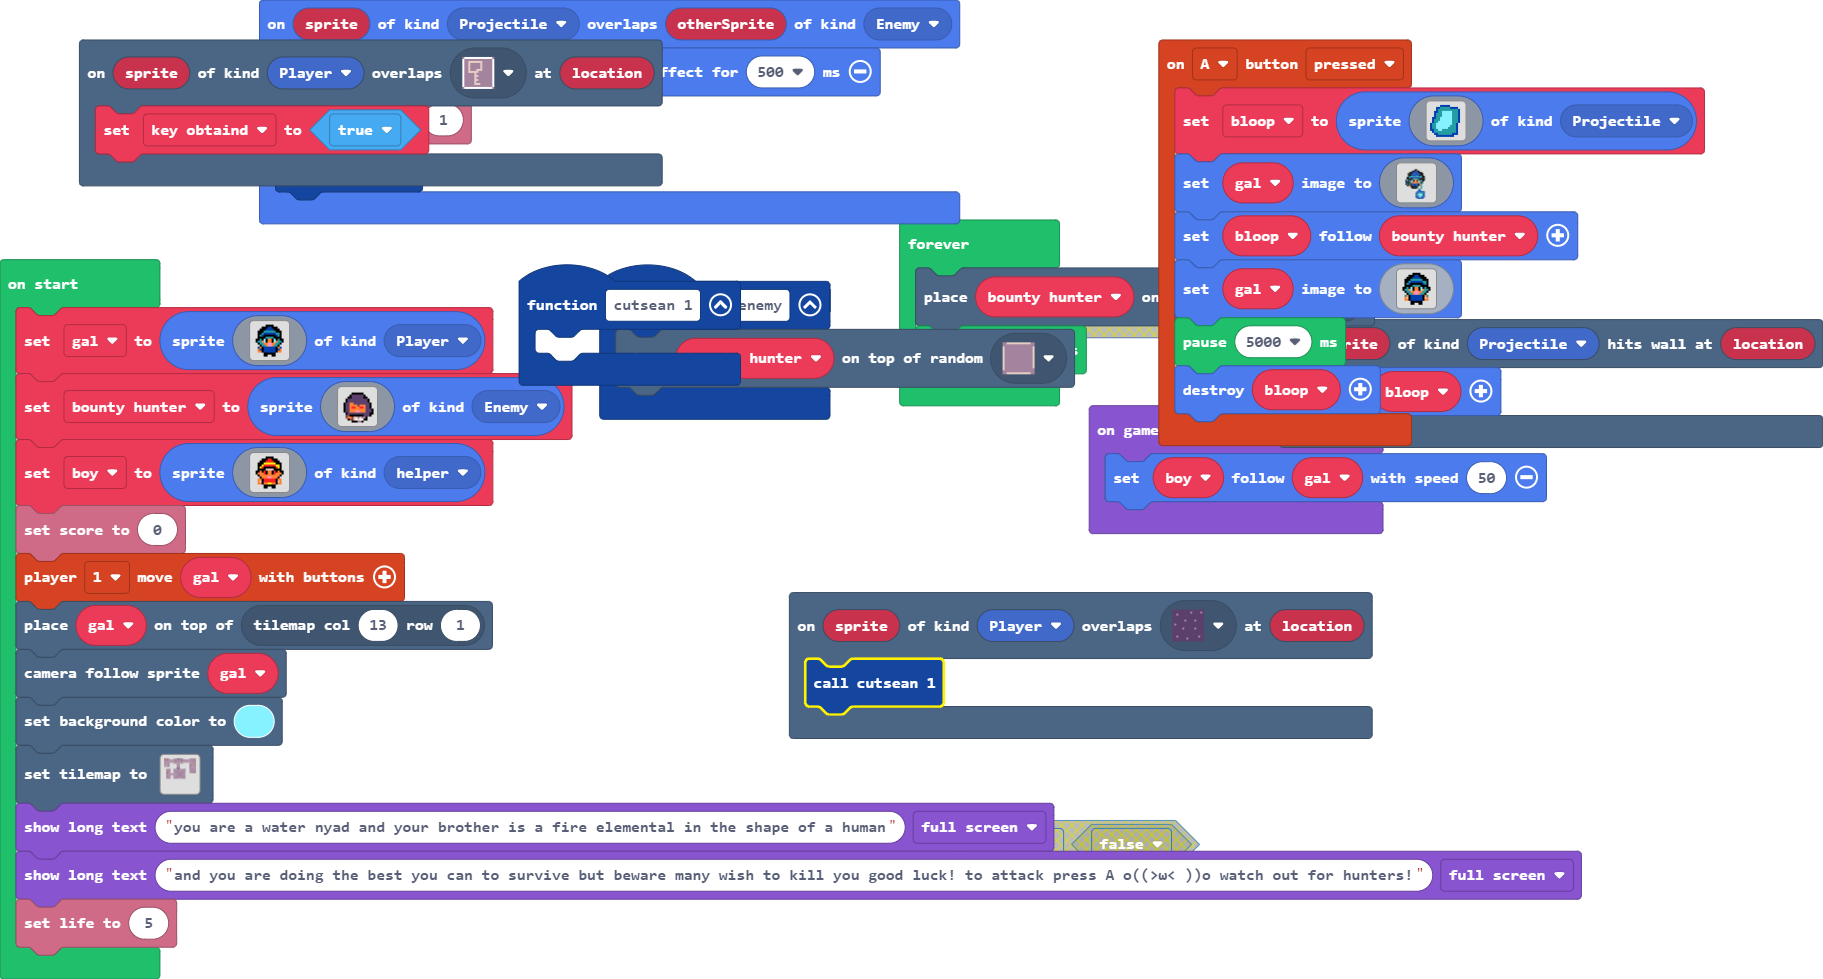 on sprite of kind Projectile overlaps otherSprite of kind Enemy
on sprite of kind Player overlaps at location
ffect for 500 ms
set key obtaind to true
1
on A button pressed
set bloop to sprite of kind Projectile
set gal image to
set bloop follow bounty hunter
set gal image to
pause 5000 ms
destroy bloop
rite of kind Projectile hits wall at location
bloop
forever
place bounty hunter on
function cutsean 1
enemy
hunter on top of random
s
on game
set boy follow gal with speed 50
on start
set gal to sprite of kind Player
set bounty hunter to sprite of kind Enemy
set boy to sprite of kind helper
set score to 0
player 1 move gal with buttons
place gal on top of tilemap col 13 row 1
camera follow sprite gal
set background color to
set tilemap to
show long text "you are a water nyad and your brother is a fire elemental in the shape of a human" full screen
show long text "and you are doing the best you can to survive but beware many wish to kill you good luck! to attack press A o((>ω< ))o watch out for hunters!" full screen
set life to 5
on sprite of kind Player overlaps at location
call cutsean 1
false